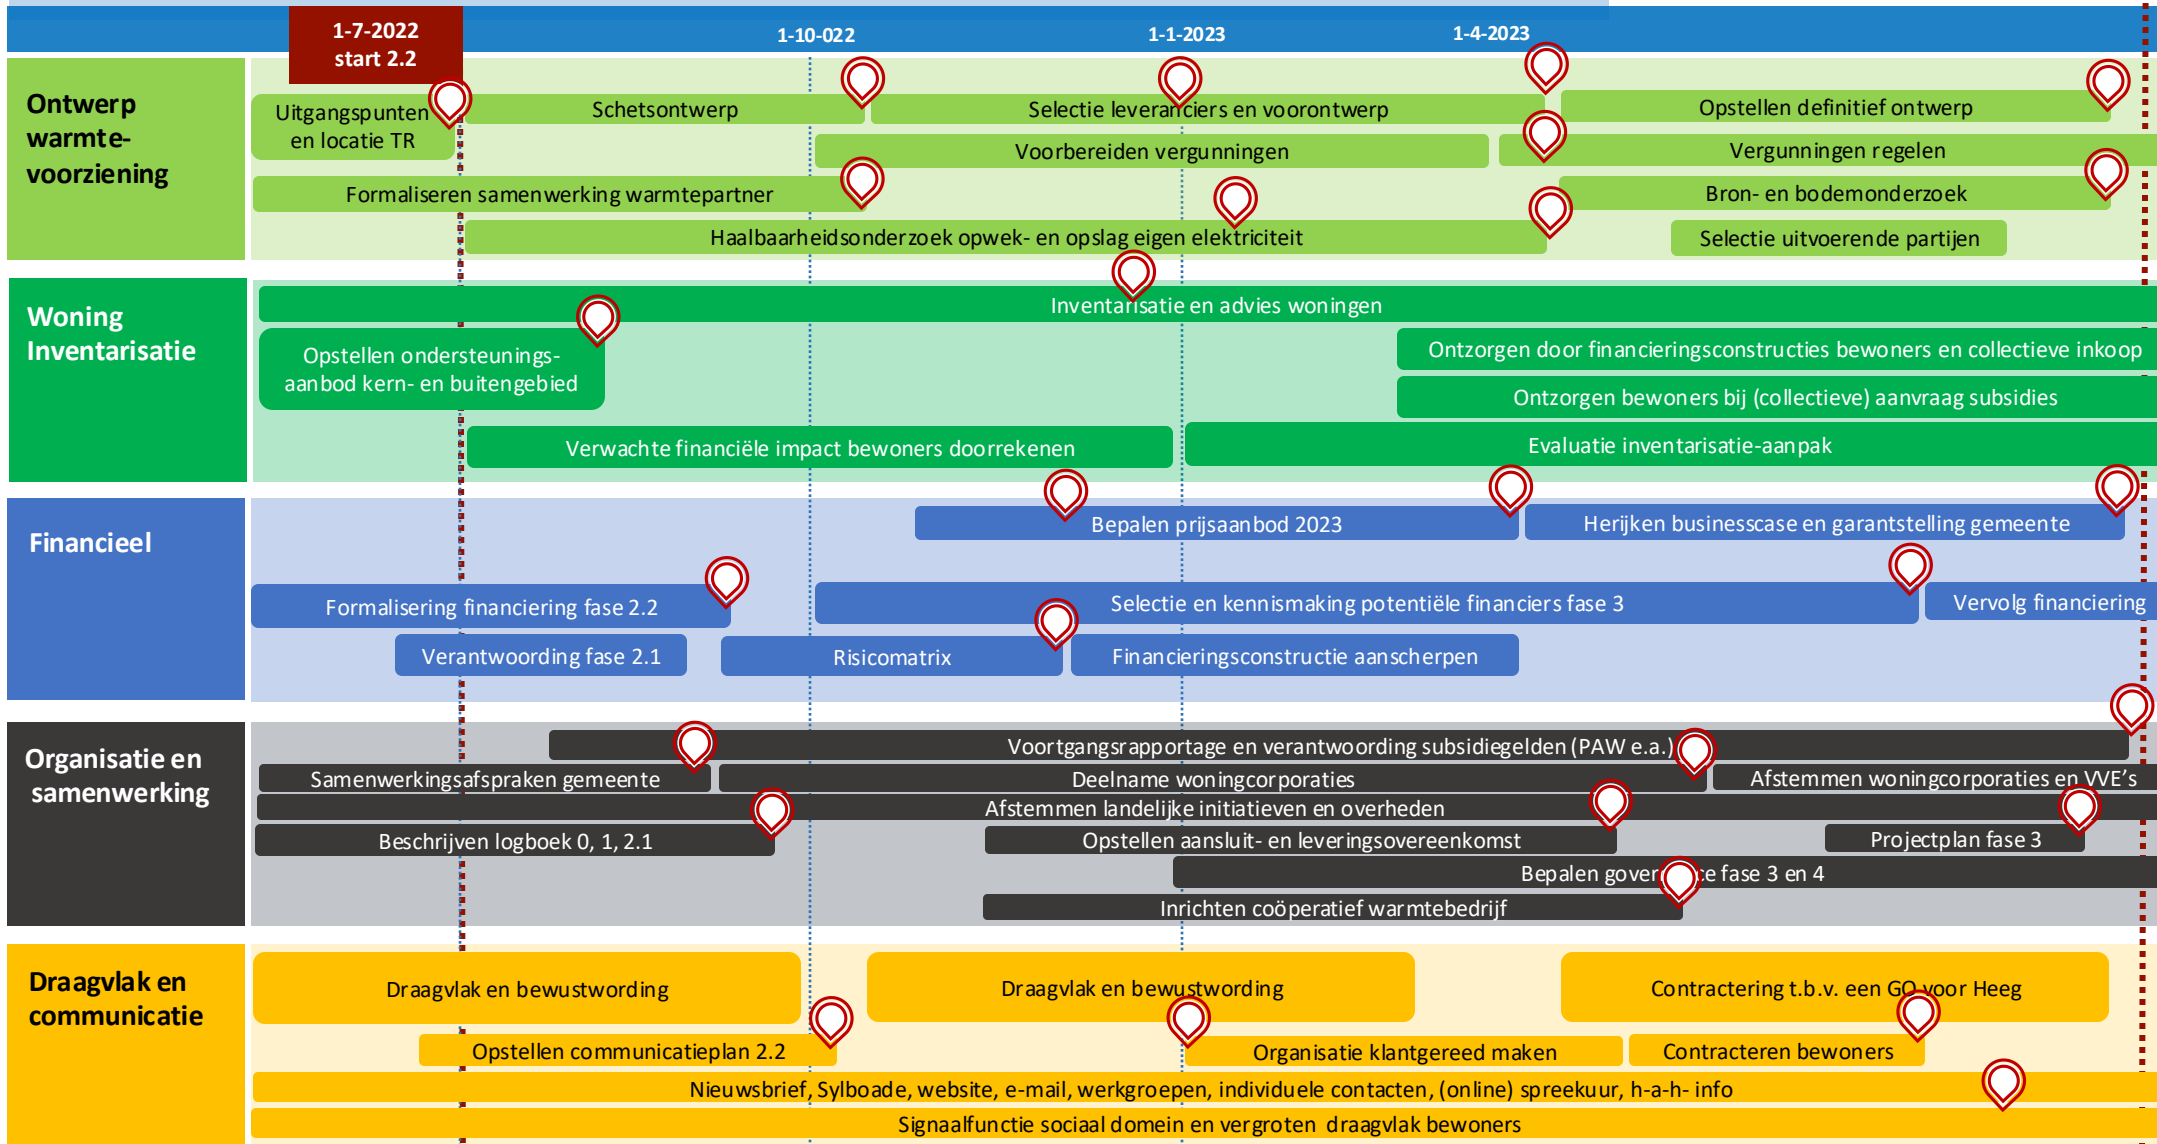 1-7-2022
start 2.2
1-10-022
1-1-2023
1-4-2023
Ontwerp
warmte-
voorziening
Uitgangspunten
en locatie TR
Schetsontwerp
Selectie leveranciers en voorontwerp
Opstellen definitief ontwerp
Voorbereiden vergunningen
Vergunningen regelen
Formaliseren samenwerking warmtepartner
Bron- en bodemonderzoek
Haalbaarheidsonderzoek opwek- en opslag eigen elektriciteit
Selectie uitvoerende partijen
Woning
Inventarisatie
Inventarisatie en advies woningen
Opstellen ondersteunings-
aanbod kern- en buitengebied
Ontzorgen door financieringsconstructies bewoners en collectieve inkoop
Ontzorgen bewoners bij (collectieve) aanvraag subsidies
Verwachte financiële impact bewoners doorrekenen
Evaluatie inventarisatie-aanpak
Financieel
Bepalen prijsaanbod 2023
Herijken businesscase en garantstelling gemeente
Formalisering financiering fase 2.2
Selectie en kennismaking potentiële financiers fase 3
Vervolg financiering
Verantwoording fase 2.1
Risicomatrix
Financieringsconstructie aanscherpen
Organisatie en
samenwerking
Voortgangsrapportage en verantwoording subsidiegelden (PAW e.a.)
Samenwerkingsafspraken gemeente
Deelname woningcorporaties
Afstemmen woningcorporaties en VVE's
Afstemmen landelijke initiatieven en overheden
Beschrijven logboek 0, 1, 2.1
Opstellen aansluit- en leveringsovereenkomst
Projectplan fase 3
Bepalen governance fase 3 en 4
Inrichten coöperatief warmtebedrijf
Draagvlak en
communicatie
Draagvlak en bewustwording
Draagvlak en bewustwording
Contractering t.b.v. een GO voor Heeg
Opstellen communicatieplan 2.2
Organisatie klantgereed maken
Contracteren bewoners
Nieuwsbrief, Sylboade, website, e-mail, werkgroepen, individuele contacten, (online) spreekuur, h-a-h- info
Signaalfunctie sociaal domein en vergroten draagvlak bewoners